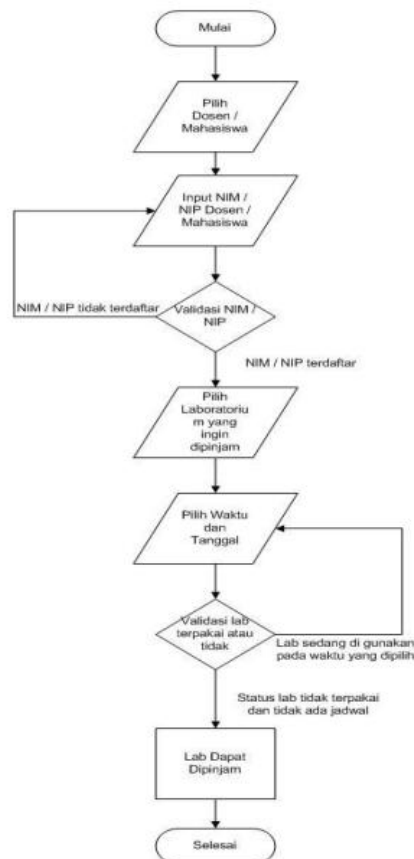 Mulai
Pilih
Dosen /
Mahasiswa
Input NIM /
NIP Dosen /
Mahasiswa
NIM / NIP tidak terdaftar
Validasi NIM /
NIP
NIM / NIP terdaftar
Pilih
Laboratoriu
m yang
ingin
dipinjam
Pilih Waktu
dan
Tanggal
Validasi lab
terpakai atau
tidak
Lab sedang di gunakan
pada waktu yang dipilih
Status lab tidak terpakai
dan tidak ada jadwal
Lab Dapat
Dipinjam
Selesai